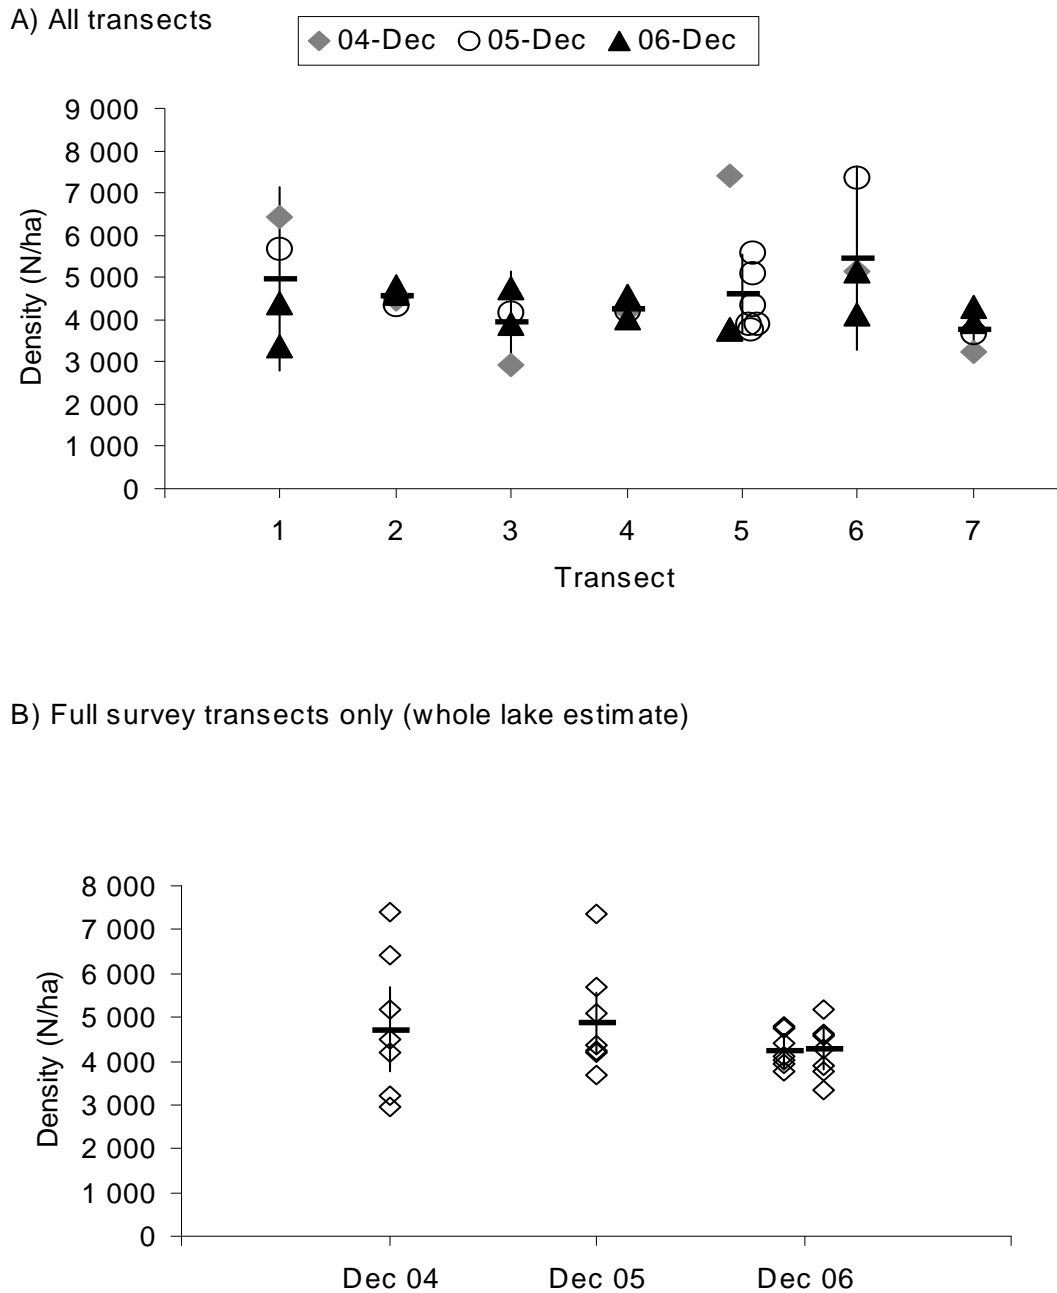 A) All transects
04-Dec 05-Dec 06-Dec
9 000
8 000
7 000
6 000
5 000
4 000
3 000
2 000
1 000
0
Density (N/ha)
1 2 3 4 5 6 7
Transect
B) Full survey transects only (whole lake estimate)
8 000
7 000
6 000
5 000
4 000
3 000
2 000
1 000
0
Density (N/ha)
Dec 04 Dec 05 Dec 06